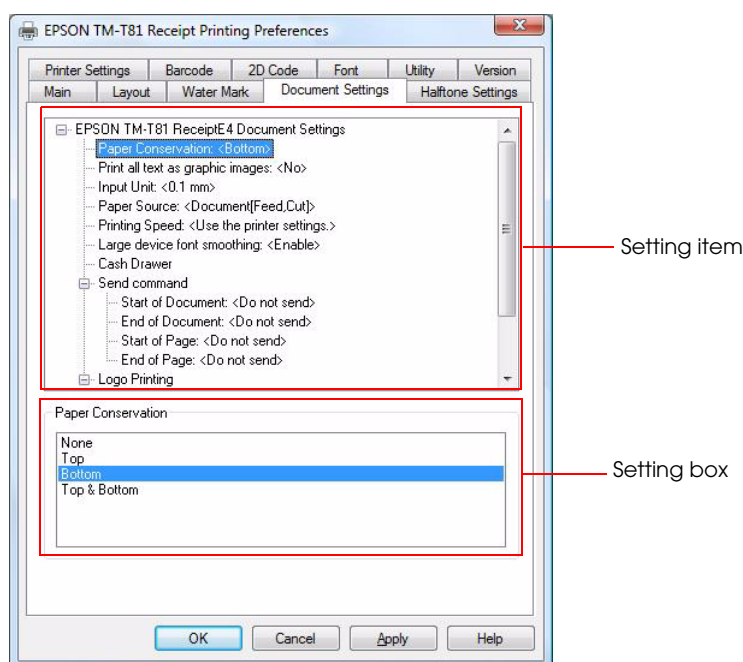 EPSON TM-T81 Receipt Printing Preferences
Printer Settings Barcode 2D Code Font Utility Version
Main Layout Water Mark Document Settings Halftone Settings
EPSON TM-T81 ReceiptE4 Document Settings
Paper Conservation: <Bottom>
Print all text as graphic images: <No>
Input Unit: <0.1 mm>
Paper Source: <Document[Feed,Cut]>
Printing Speed: <Use the printer settings.>
Large device font smoothing: <Enable>
Cash Drawer
Send command
Start of Document: <Do not send>
End of Document: <Do not send>
Start of Page: <Do not send>
End of Page: <Do not send>
Logo Printing
Setting item
Paper Conservation
None
Top
Bottom
Top & Bottom
Setting box
OK Cancel Apply Help